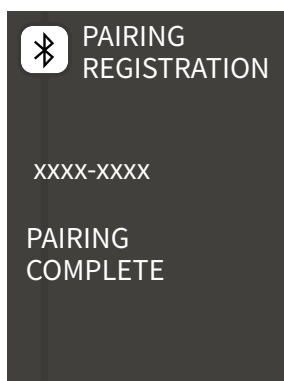 PAIRING
REGISTRATION
xxxx-xxxx
PAIRING
COMPLETE